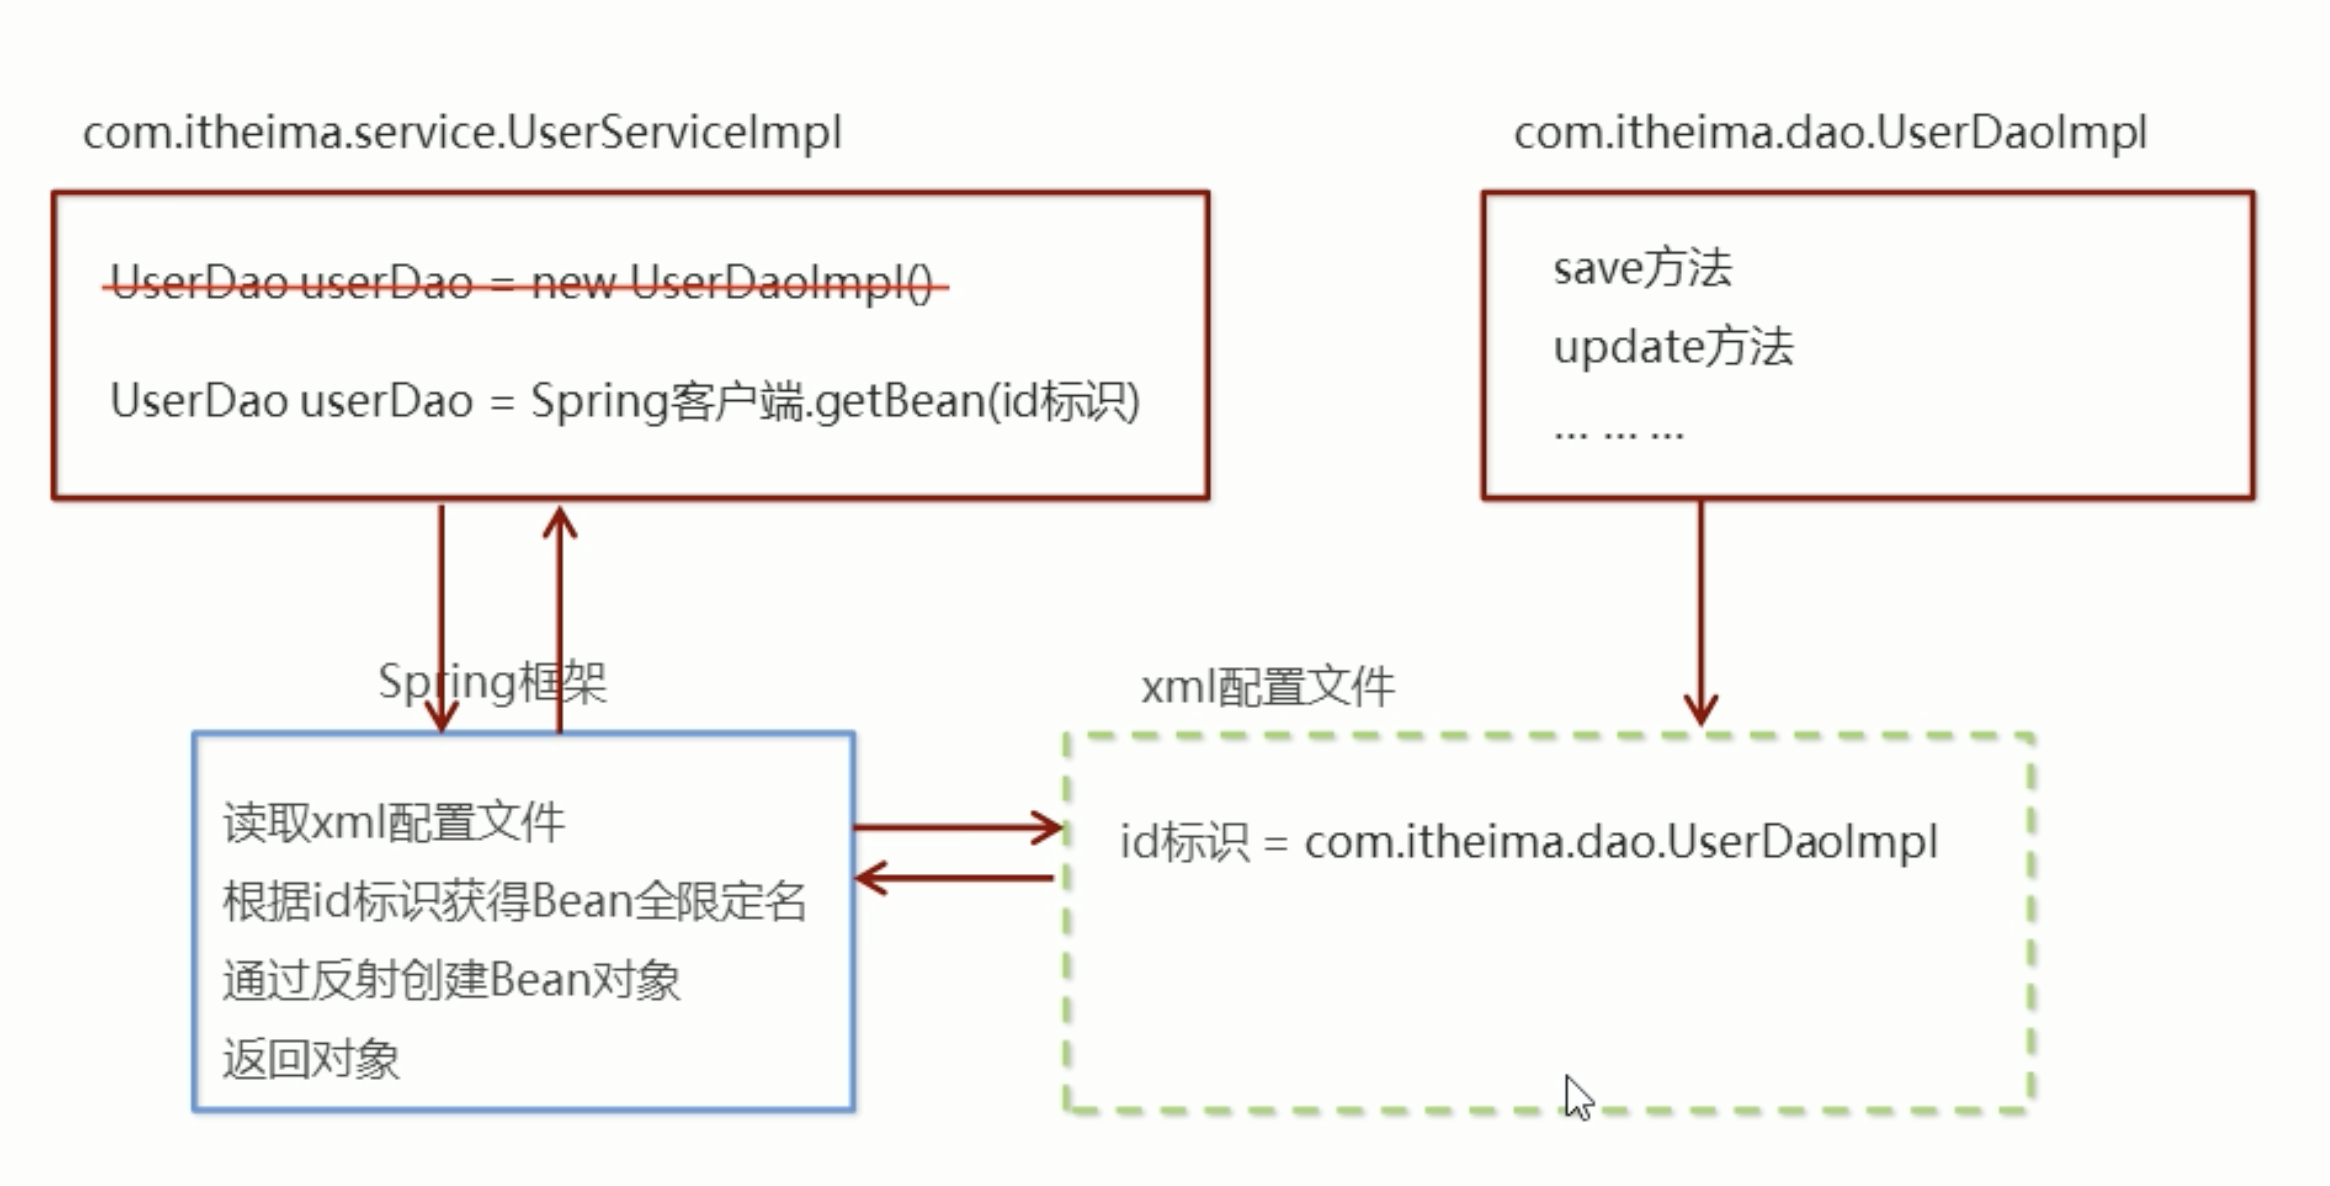 com.itheima.service.UserServiceImpl
UserDao userDao = new UserDaoImpl()
UserDao userDao = Spring客户端.getBean(id标识)
com.itheima.dao.UserDaoImpl
save方法
update方法
... ... ...
Spring框架
读取xml配置文件
根据id标识获得Bean全限定名
通过反射创建Bean对象
返回对象
xml配置文件
id标识 = com.itheima.dao.UserDaoImpl